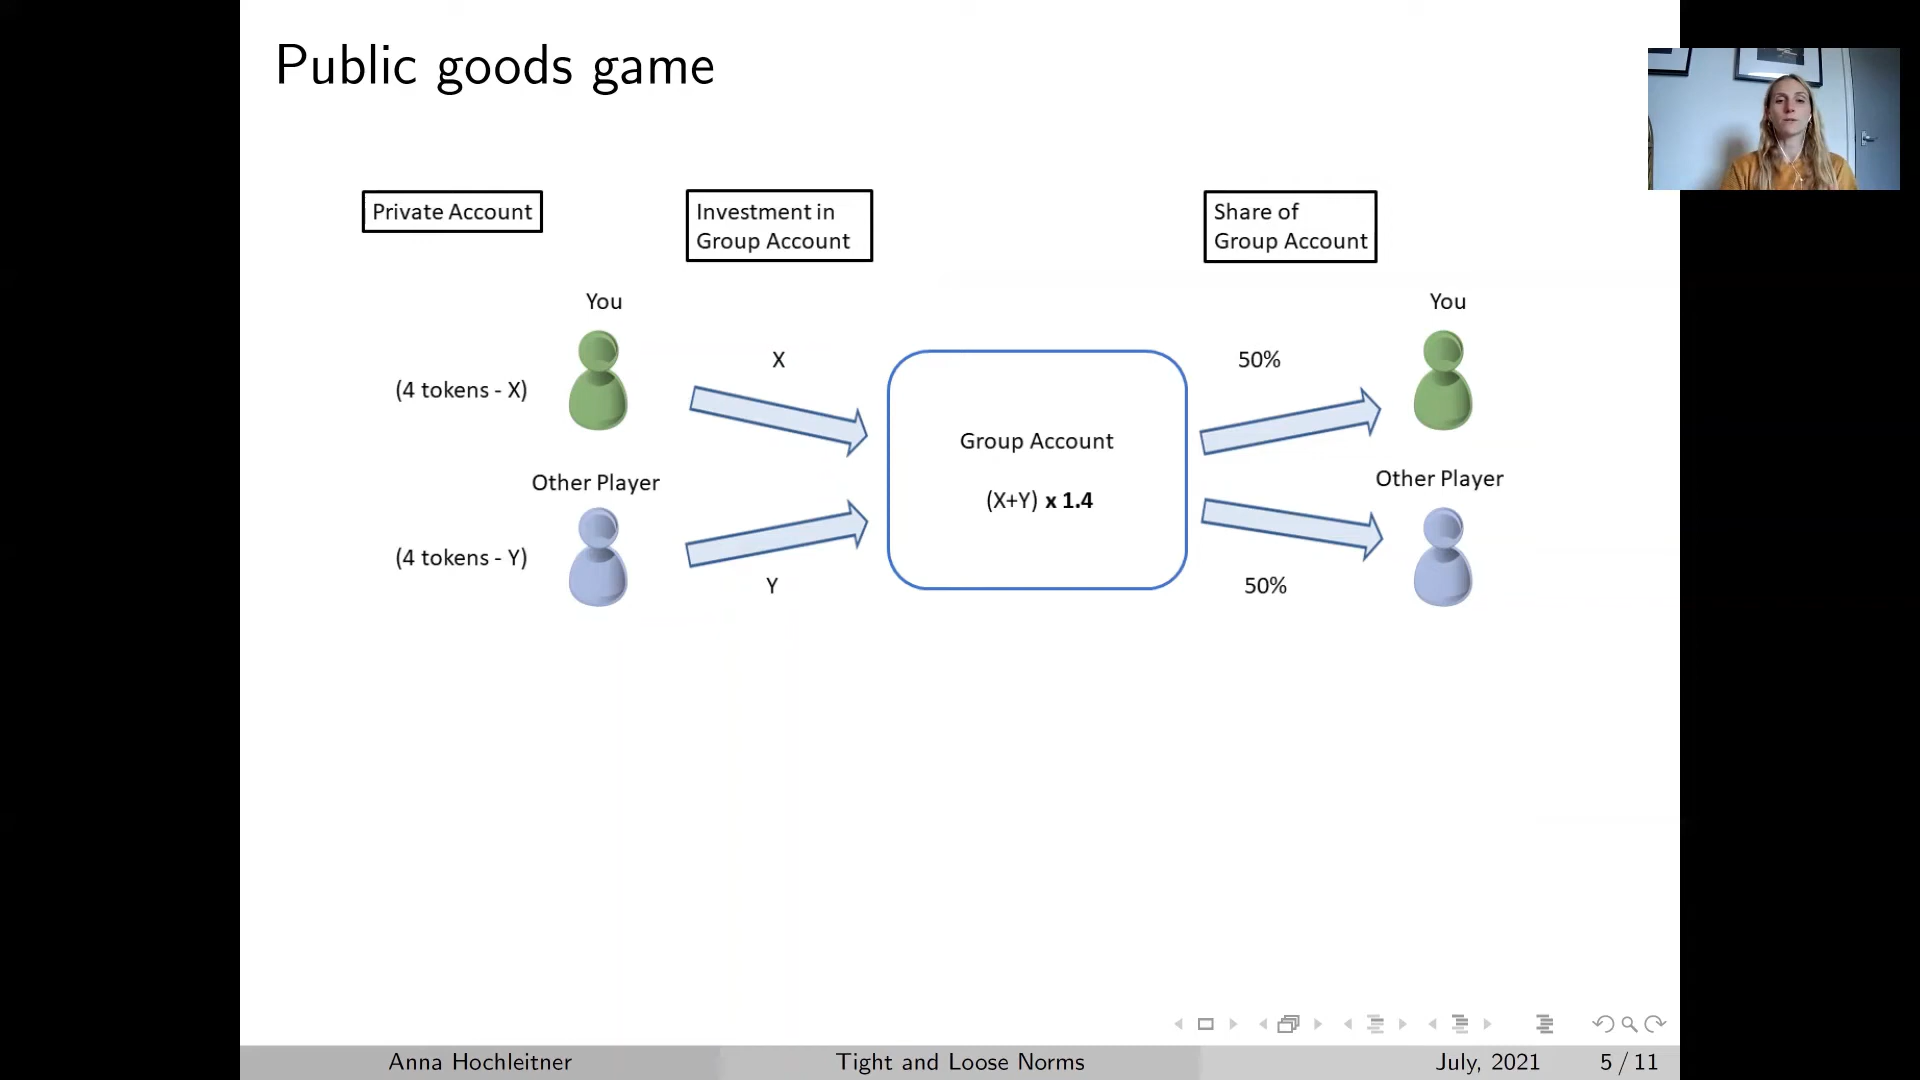 Public goods game
Private Account
Investment in
Group Account
Share of
Group Account
You
You
X
50%
(4 tokens - X)
Group Account
Other Player
Other Player
(X+Y) x 1.4
(4 tokens - Y)
Y
50%
Anna Hochleitner
Tight and Loose Norms
July, 2021
5 / 11